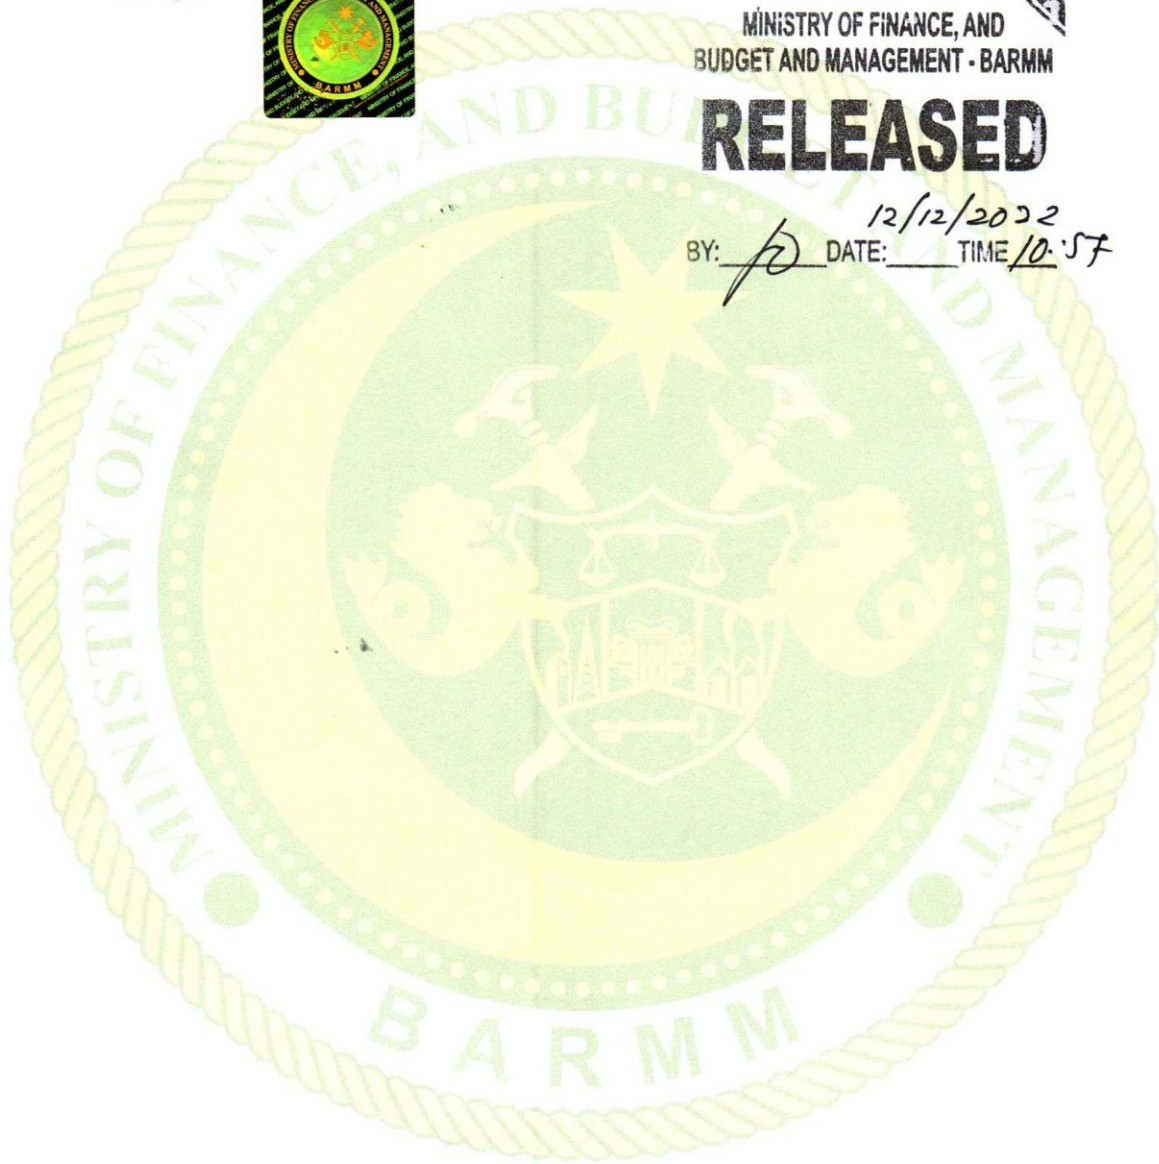 MINISTRY OF FINANCE, AND
BUDGET AND MANAGEMENT - BARMM
RELEASED
12/12/2022
BY: DATE: TIME 10:57
MINISTRY OF FINANCE, AND BUDGET AND MANAGEMENT
BARMM
BARMM